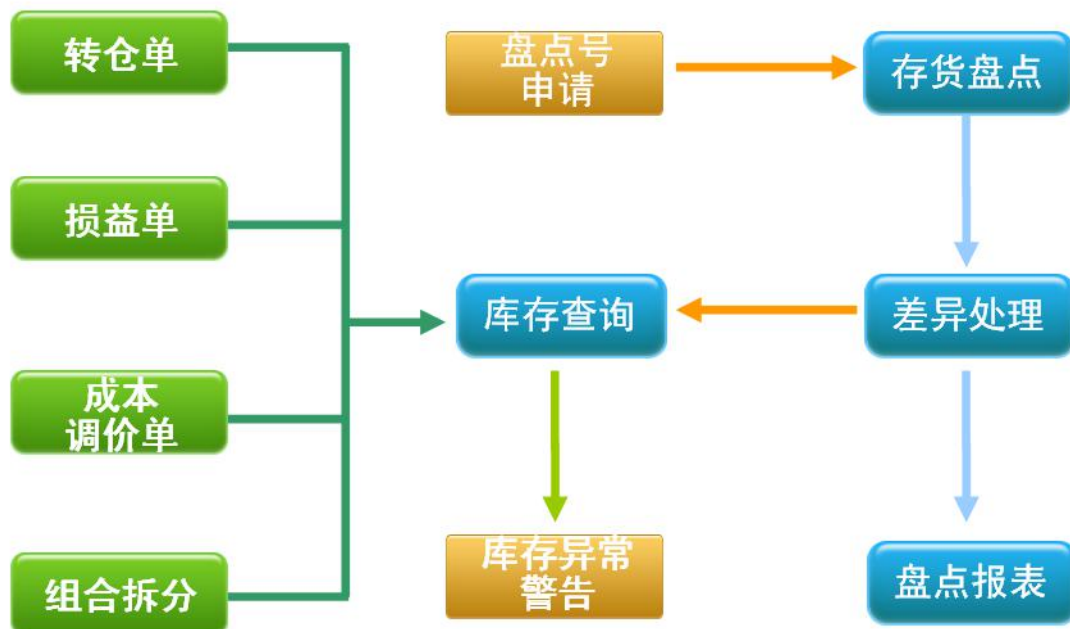 转仓单
盘点号
申请
存货盘点
损益单
库存查询
差异处理
成本
调价单
库存异常
警告
组合拆分
盘点报表